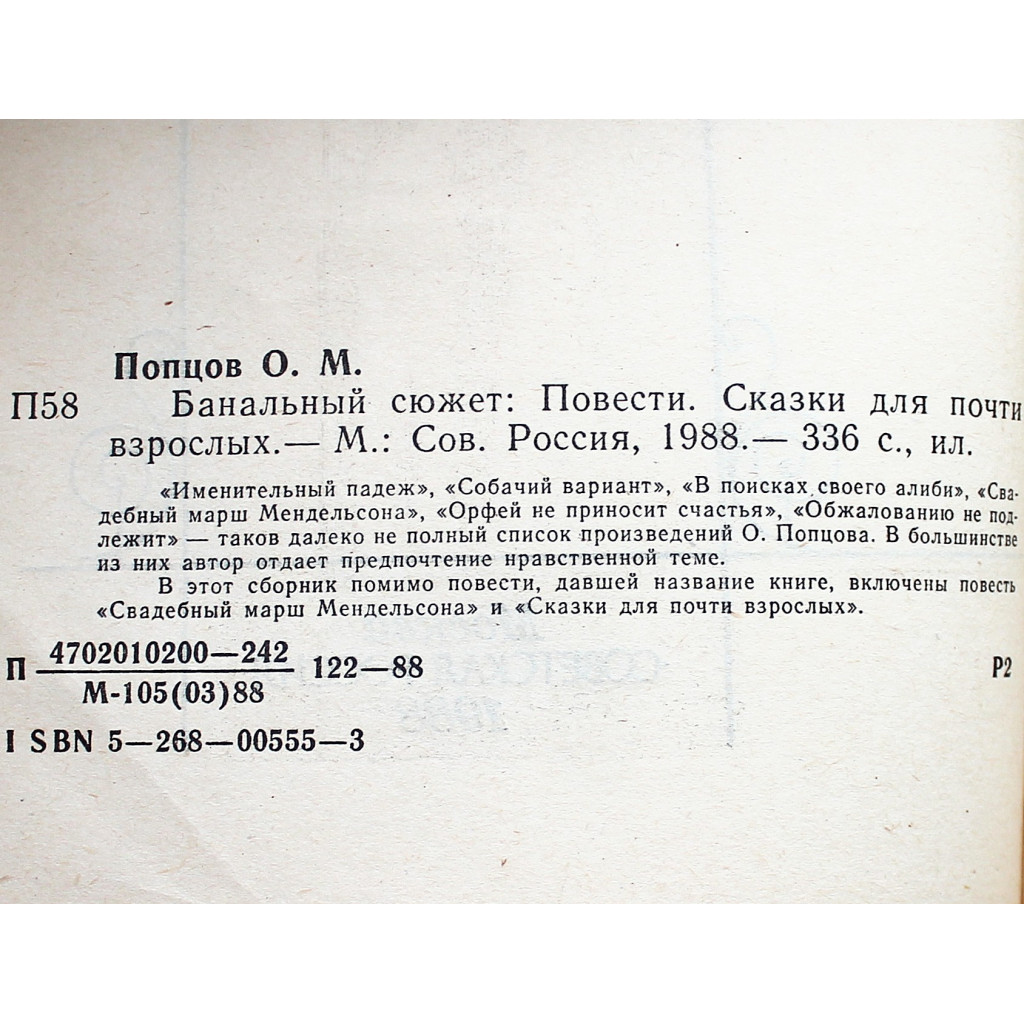 Попцов О. М.
П58 Банальный сюжет: Повести. Сказки для почти
взрослых.— М.: Сов. Россия, 1988.— 336 с., ил.
«Именительный падеж», «Собачий вариант», «В поисках своего алиби», «Сва-
дебный марш Мендельсона», «Орфей не приносит счастья», «Обжалованию не под-
лежит» — таков далеко не полный список произведений О. Попцова. В большинстве
из них автор отдает предпочтение нравственной теме.
В этот сборник помимо повести, давшей название книге, включены повесть
«Свадебный марш Мендельсона» и «Сказки для почти взрослых».
П 4702010200—242 122—88
М-105(03)88
Р2
I SBN 5—268—00555—3